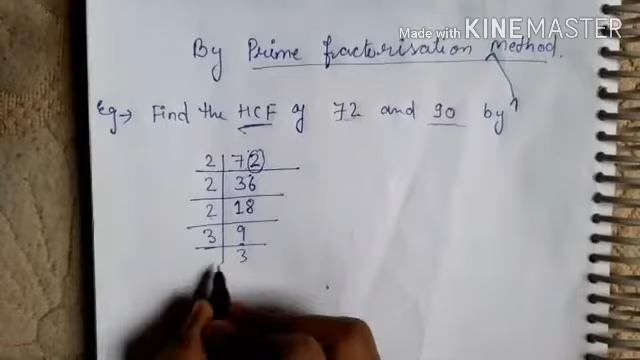 Made with KINEMASTER
By Prime fracterisation Method.
Eg→ Find the HCF of 72 and 90 by
2 72
2 36
2 18
3 9
3